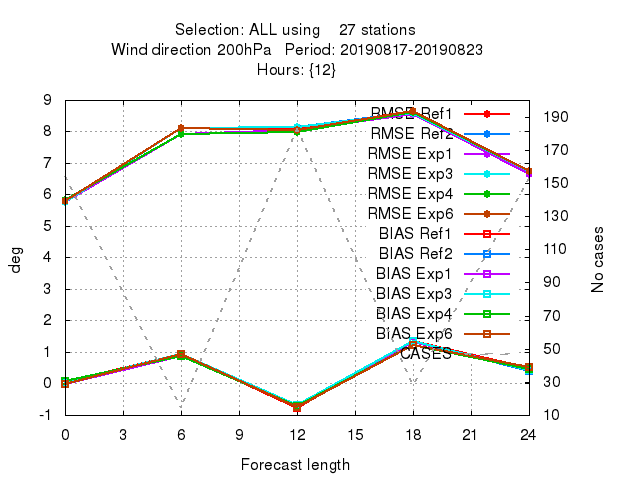 Selection: ALL using 27 stations
Wind direction 200hPa Period: 20190817-20190823
Hours: {12}
9
8
7
6
5
4
3
2
1
0
-1
deg
190
170
150
130
110
90
70
50
30
10
No cases
RMSE Ref1
RMSE Ref2
RMSE Exp1
RMSE Exp3
RMSE Exp4
RMSE Exp6
BIAS Ref1
BIAS Ref2
BIAS Exp1
BIAS Exp3
BIAS Exp4
BIAS Exp6
CASES
0 3 6 9 12 15 18 21 24
Forecast length